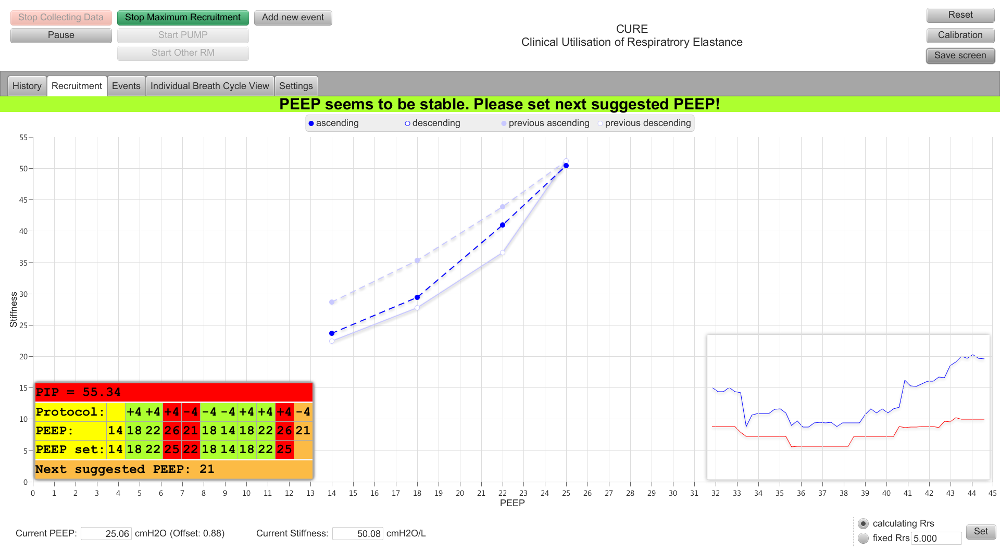 Stop Collecting Data
Stop Maximum Recruitment
Add new event
Pause
Start PUMP
Start Other RM
CURE
Clinical Utilisation of Respiratrory Elastance
Reset
Calibration
Save screen
History
Recruitment
Events
Individual Breath Cycle View
Settings
PEEP seems to be stable. Please set next suggested PEEP!
ascending
descending
previous ascending
previous descending
55
50
45
40
35
30
25
20
15
10
5
0
Stiffness
PIP = 55.34
Protocol: +4 +4 +4 -4 -4 -4 +4 +4 +4 -4
PEEP: 14 18 22 26 21 18 14 18 22 26 21
PEEP set: 14 18 22 25 22 18 14 18 22 25
Next suggested PEEP: 21
0 1 2 3 4 5 6 7 8 9 10 11 12 13 14 15 16 17 18 19 20 21 22 23 24 25 26 27 28 29 30 31 32 33 34 35 36 37 38 39 40 41 42 43 44 45
PEEP
Current PEEP: 25.06 cmH2O (Offset: 0.88)
Current Stiffness: 50.08 cmH2O/L
calculating Rrs
fixed Rrs 5.000
Set